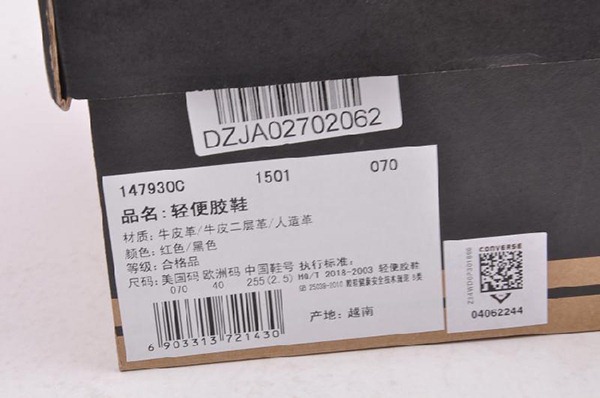 DZJA02702062
147930C 1501 070
品名: 轻便胶鞋
材质: 牛皮革/牛皮二层革/人造革
颜色: 红色/黑色
等级: 合格品
尺码: 美国码 欧洲码 中国鞋号 执行标准:
070 40 255(2.5) HG/T 2018-2003 轻便胶鞋
产地: 越南
6 903313 721430
CONVERSE
04062244